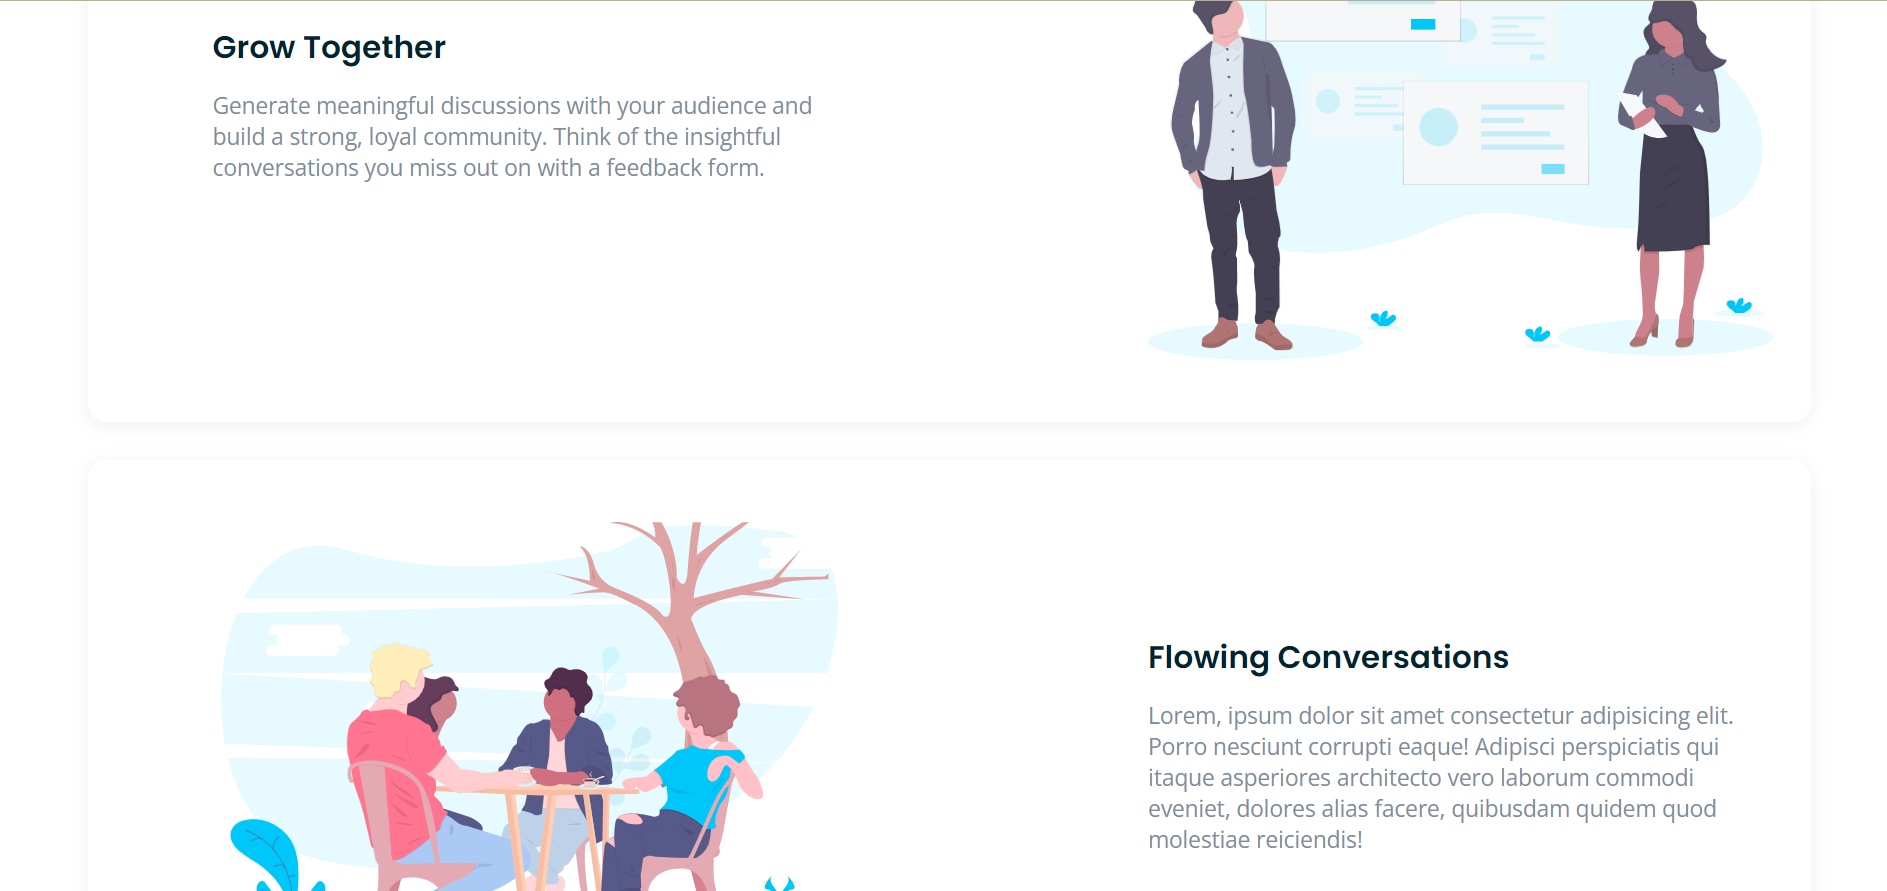 Grow Together
Generate meaningful discussions with your audience and
build a strong, loyal community. Think of the insightful
conversations you miss out on with a feedback form.
Flowing Conversations
Lorem, ipsum dolor sit amet consectetur adipisicing elit.
Porro nesciunt corrupti eaque! Adipisci perspiciatis qui
itaque asperiores architecto vero laborum commodi
eveniet, dolores alias facere, quibusdam quidem quod
molestiae reiciendis!